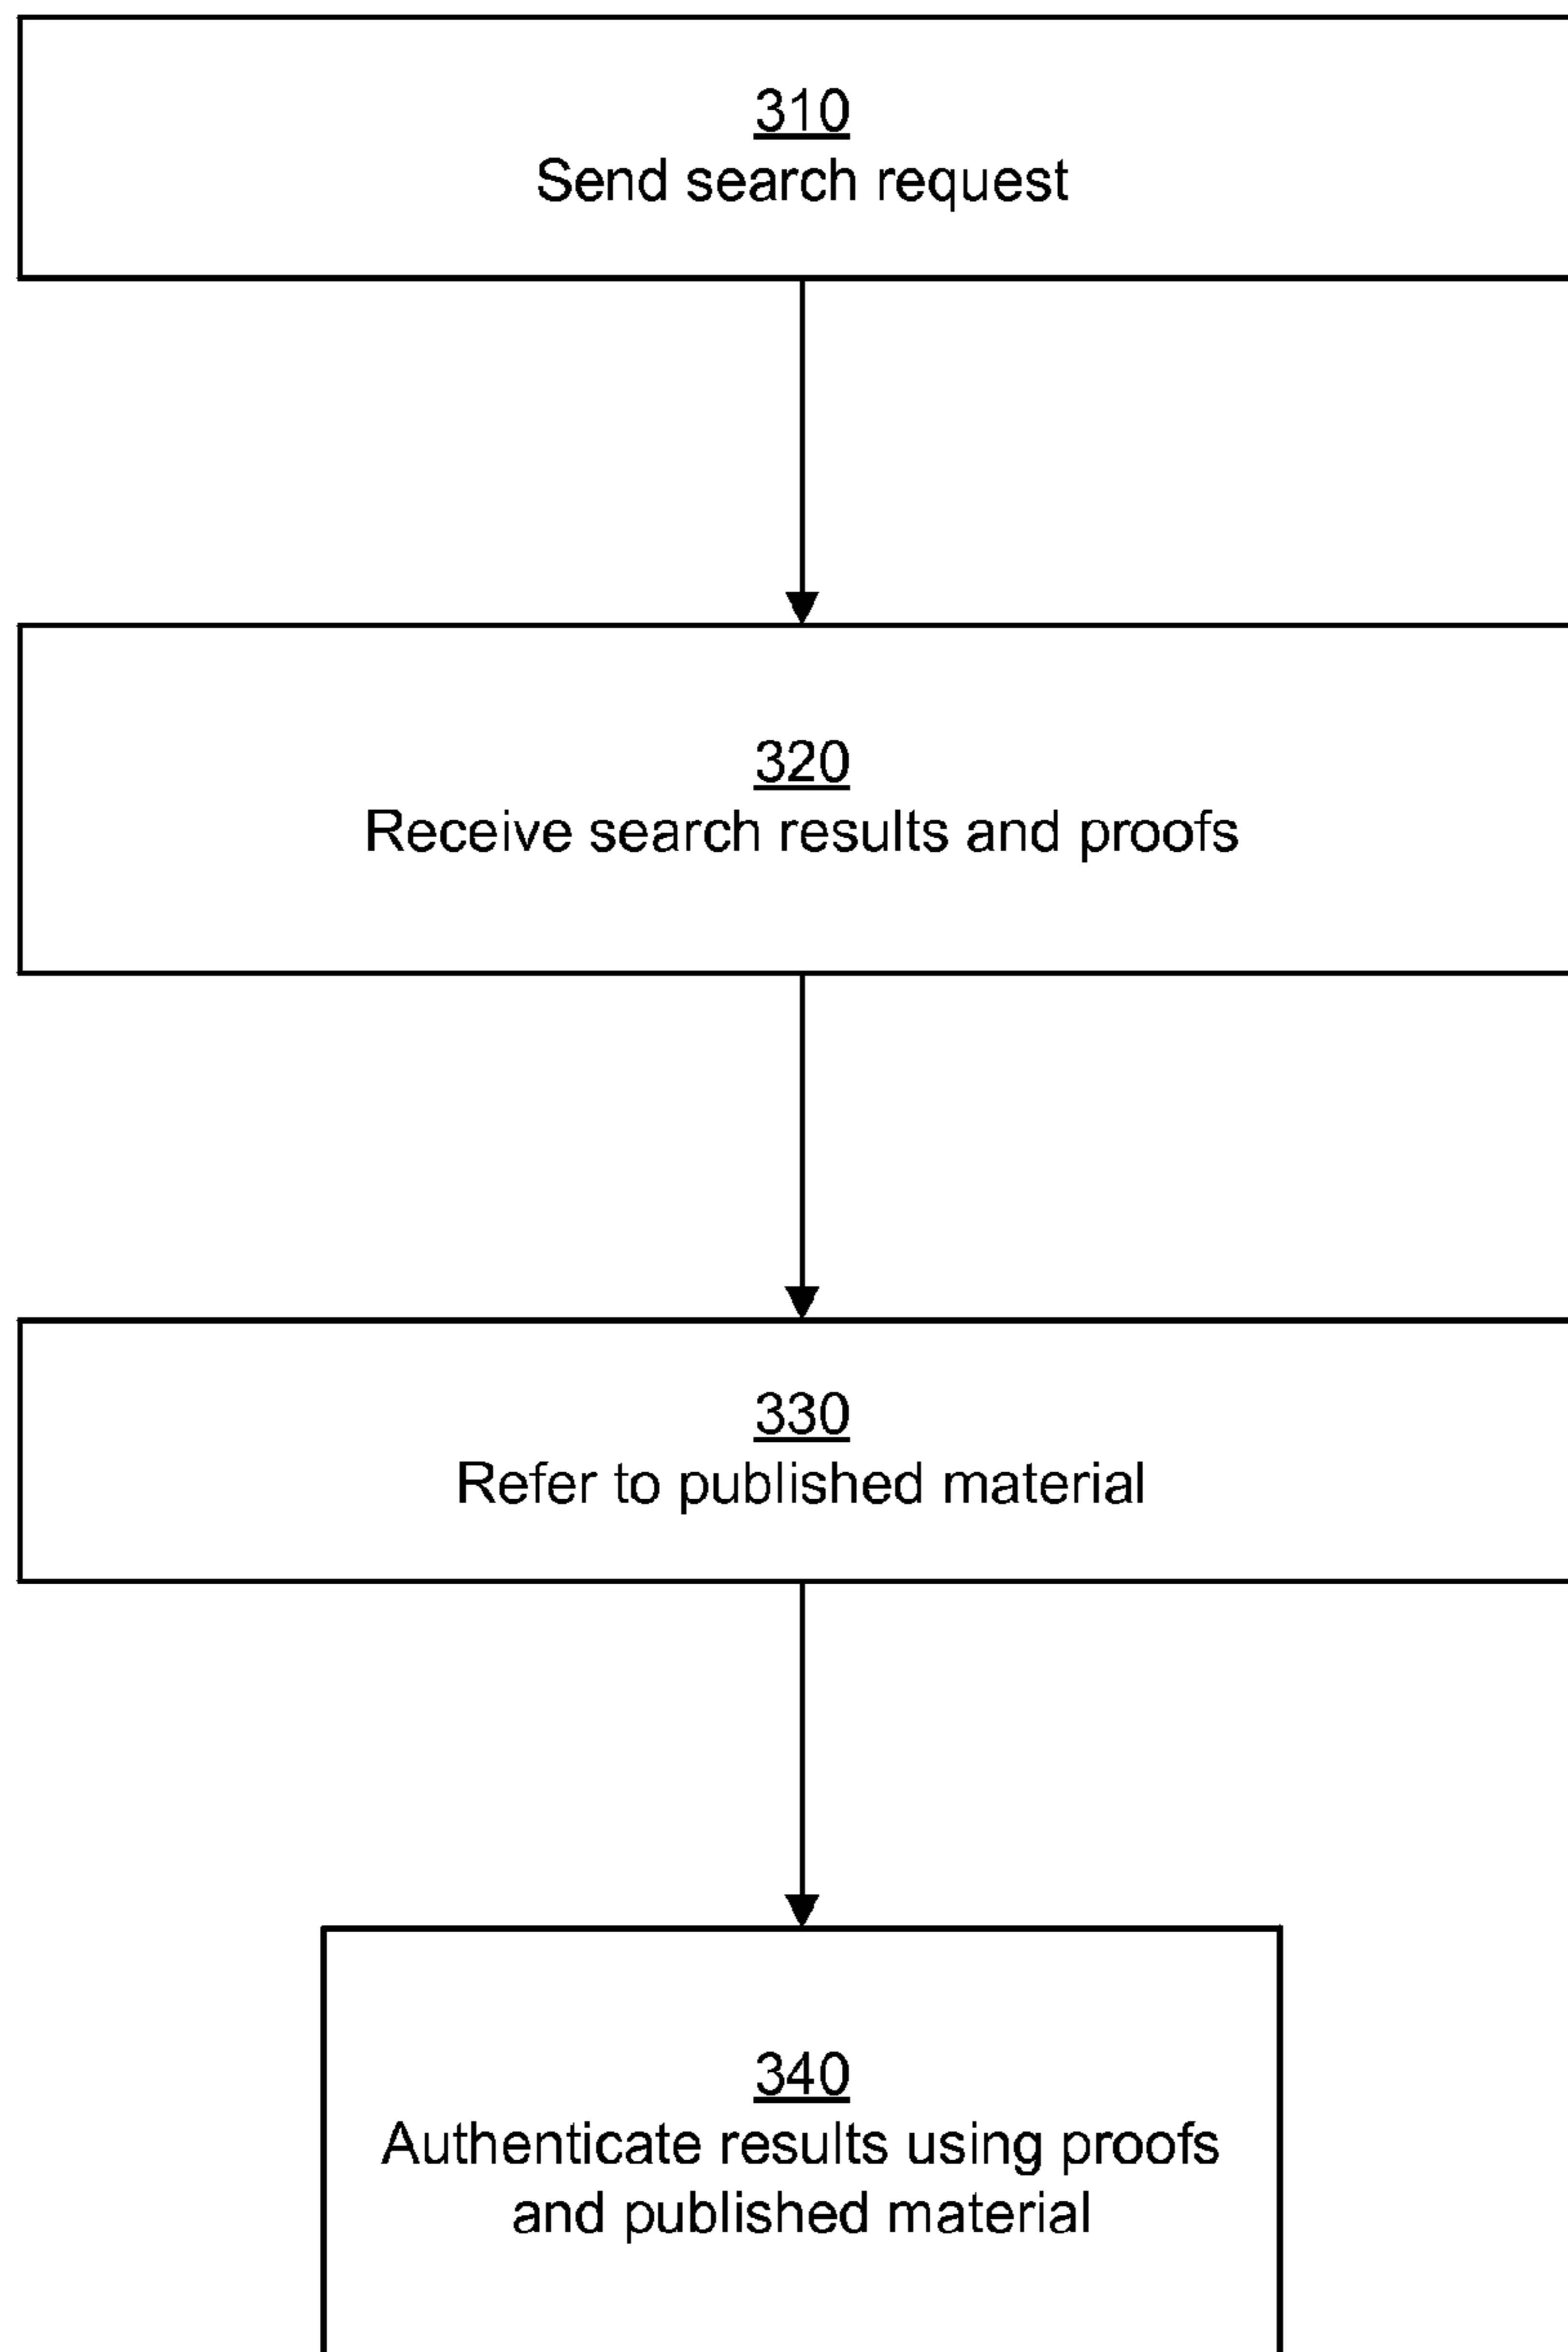 310
Send search request
320
Receive search results and proofs
330
Refer to published material
340
Authenticate results using proofs
and published material